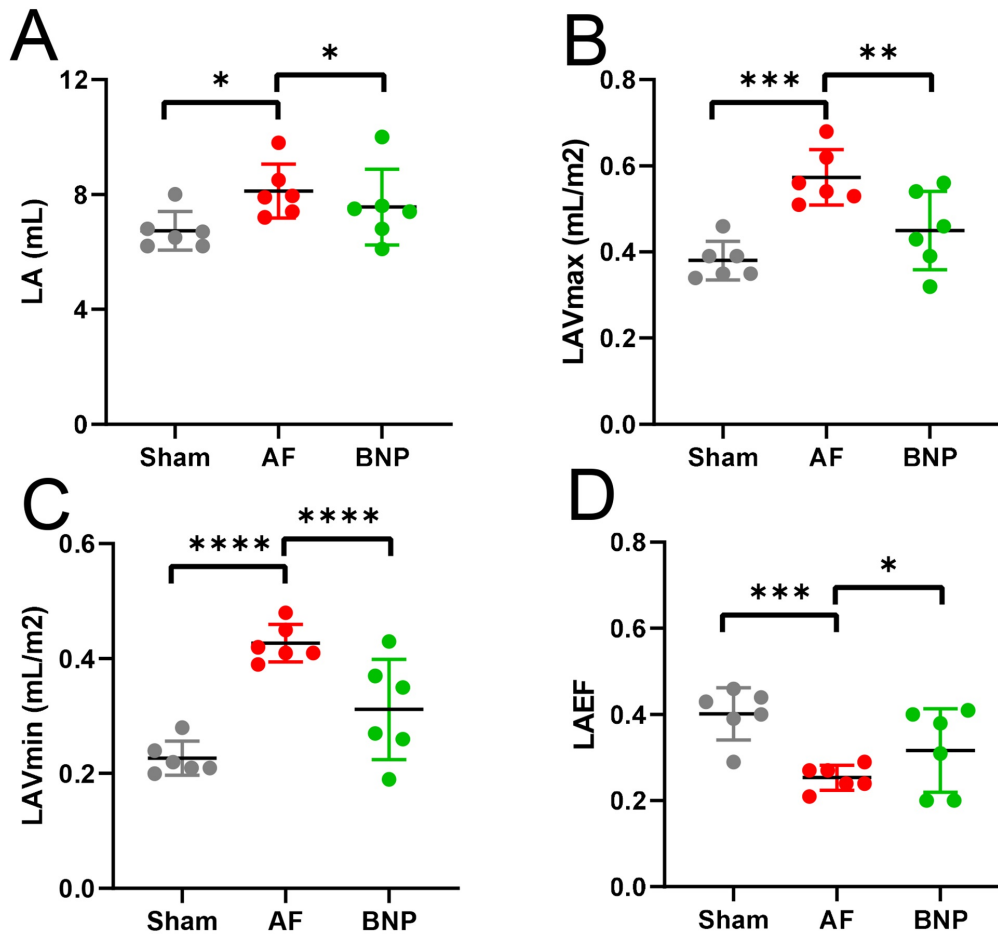 A
LA (mL)
12
8
4
0
*
*
Sham AF BNP
B
LAVmax (mL/m2)
0.8
0.6
0.4
0.2
0.0
***
**
Sham AF BNP
C
LAVmin (mL/m2)
0.6
0.4
0.2
0.0
****
****
Sham AF BNP
D
LAEF
0.8
0.6
0.4
0.2
0.0
***
*
Sham AF BNP